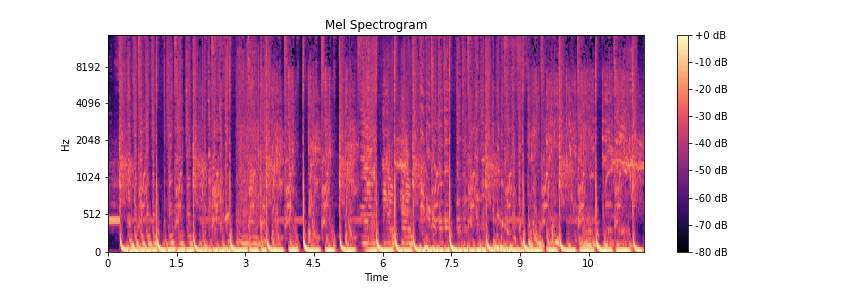 Mel Spectrogram
+0 dB
-10 dB
-20 dB
-30 dB
-40 dB
-50 dB
-60 dB
-70 dB
-80 dB
8192
4096
2048
1024
512
Hz
0 1.5 3 4.5 6 7.5 9 10.5
Time